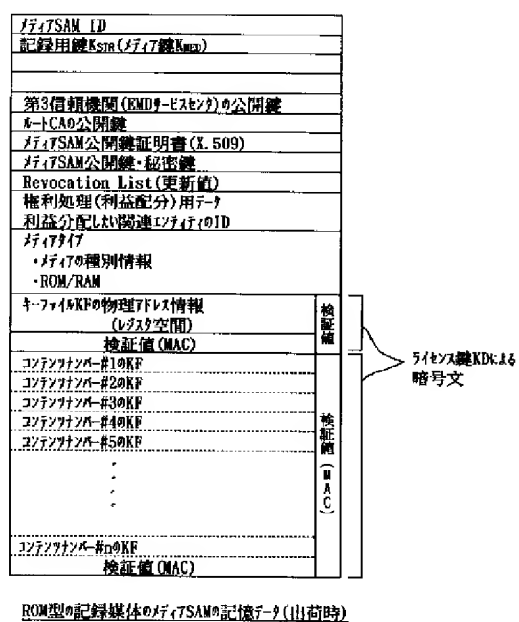 メディアSAM ID
記録用鍵KSTR(メディア鍵KMED)
第3信頼機関(EMDサービスセンタ)の公開鍵
ルートCAの公開鍵
メディアSAM公開鍵証明書(X.509)
メディアSAM公開鍵・秘密鍵
Revocation List(更新値)
権利処理(利益配分)用データ
利益分配したい関連エンティティのID
メディアタイプ
・メディアの種別情報
・ROM/RAM
キーファイルKFの物理アドレス情報
(レジスタ空間)
検証値(MAC)
検証値
コンテンツナンバー#1のKF
コンテンツナンバー#2のKF
コンテンツナンバー#3のKF
コンテンツナンバー#4のKF
コンテンツナンバー#5のKF
コンテンツナンバー#nのKF
検証値(MAC)
検証値(MAC)
ライセンス鍵KDによる
暗号文
ROM型の記録媒体のメディアSAMの記憶データ(出荷時)